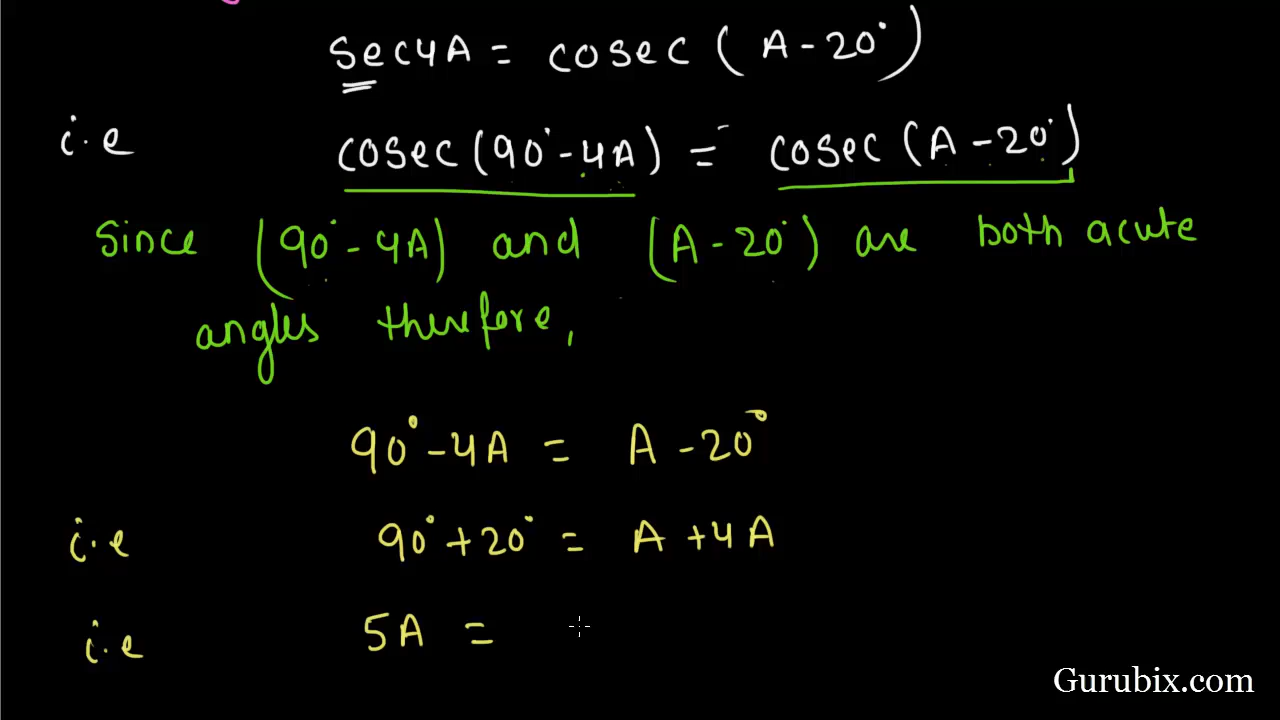 sec4A = cosec (A - 20°)
i.e cosec(90° - 4A) = cosec (A - 20°)
Since (90° - 4A) and (A - 20°) are both acute
angles therefore,
90° - 4A = A - 20°
i.e 90° + 20° = A + 4A
i.e 5A =
Gurubix.com